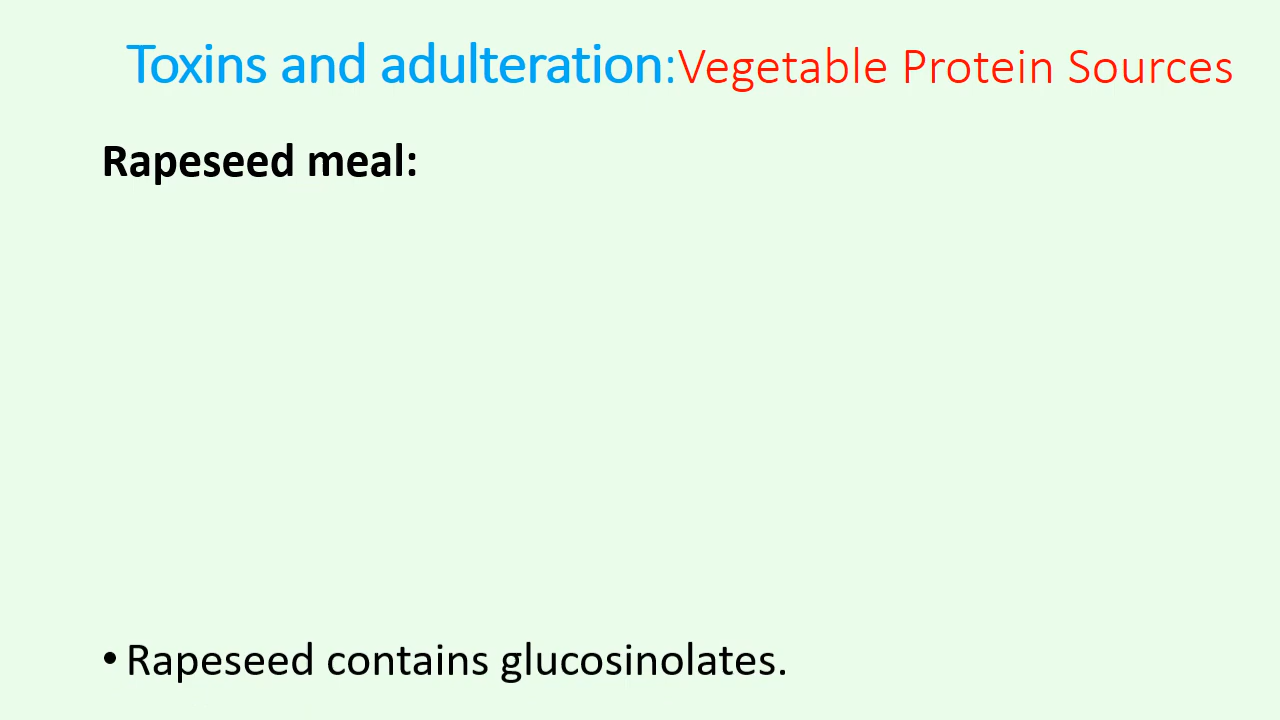 Toxins and adulteration:Vegetable Protein Sources
Rapeseed meal:
• Rapeseed contains glucosinolates.